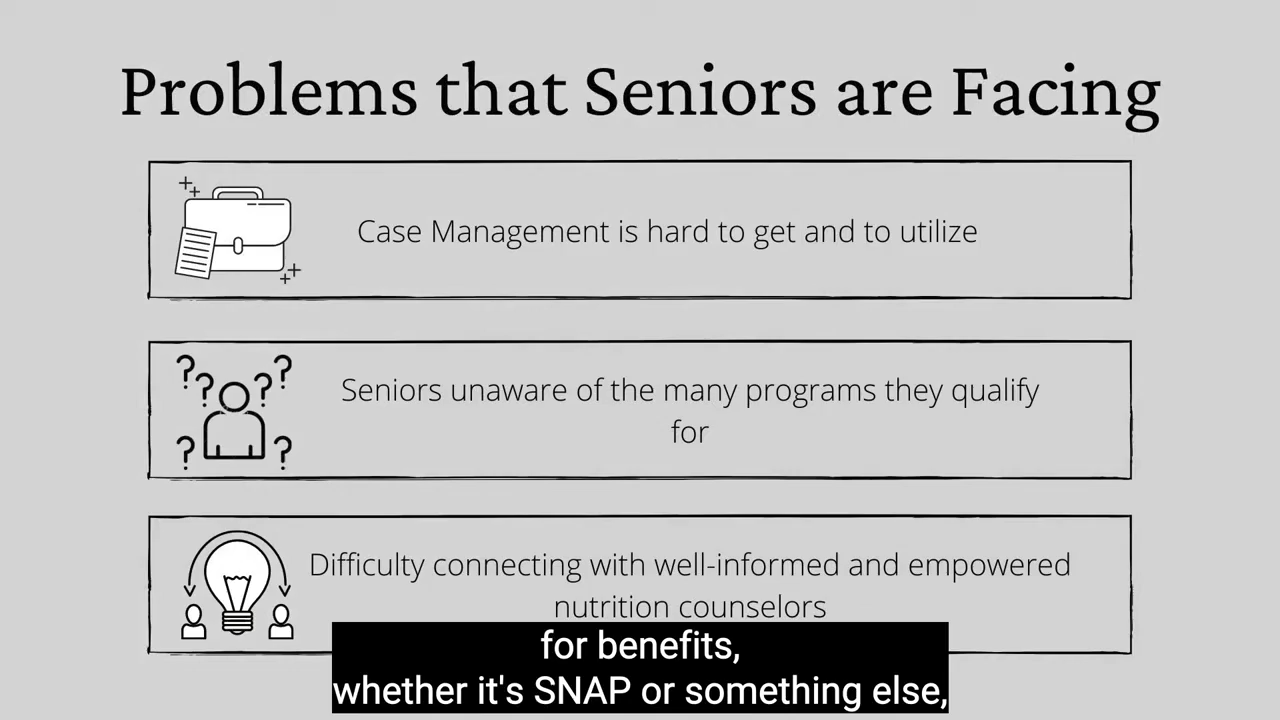 Problems that Seniors are Facing
Case Management is hard to get and to utilize
Seniors unaware of the many programs they qualify
for
Difficulty connecting with well-informed and empowered
nutrition counselors
for benefits,
whether it's SNAP or something else,